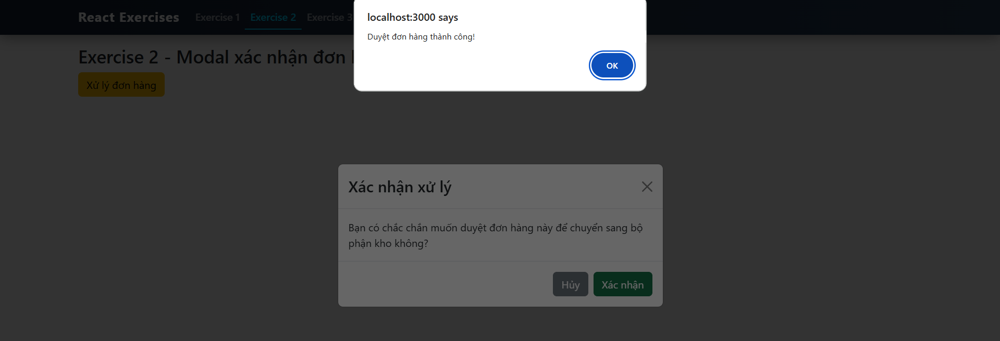 React Exercises
Exercise 1
Exercise 2
Exercise 3
localhost:3000 says
Duyệt đơn hàng thành công!
OK
Exercise 2 - Modal xác nhận đơn
Xử lý đơn hàng
Xác nhận xử lý
Bạn có chắc chắn muốn duyệt đơn hàng này để chuyển sang bộ
phận kho không?
Hủy
Xác nhận